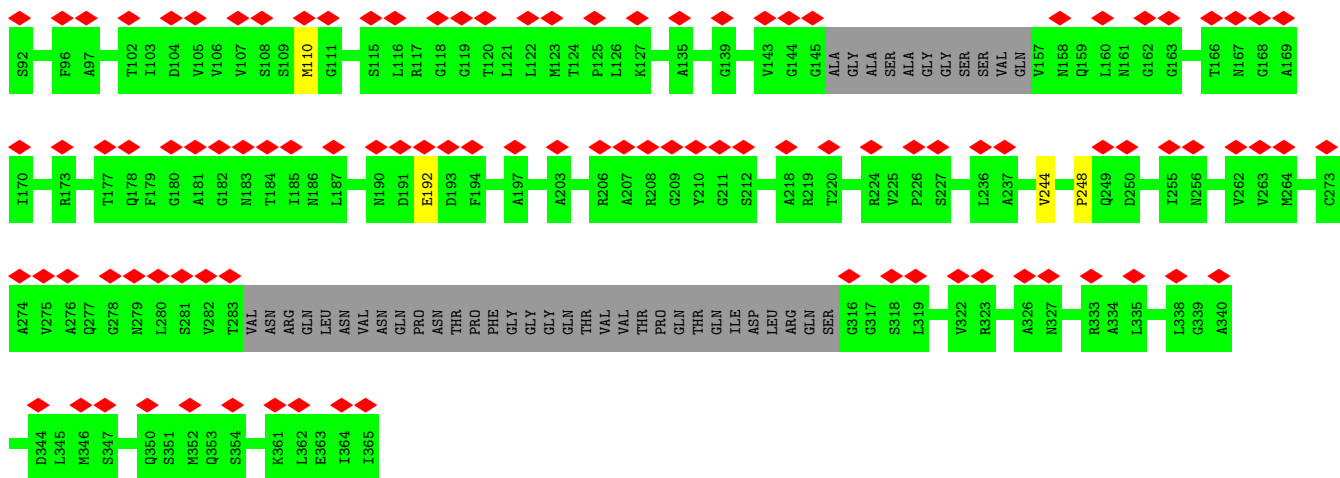 S92 F96 A97 T102 I103 D104 V105 V106 V107 S108 S109 M110 G111 S115 L116 R117 G118 G119 T120 L121 L122 M123 T124 P125 L126 K127 A135 G139 V143 G144 G145 ALA GLY ALA SER ALA GLY GLY SER SER VAL GLN V157 N158 Q159 L160 N161 G162 G163 T166 N167 G168 A169
I170 R173 T177 Q178 F179 G180 A181 G182 N183 T184 I185 N186 L187 N190 D191 E192 D193 F194 A197 A203 R206 A207 R208 G209 Y210 G211 S212 A218 R219 T220 R224 V225 P226 S227 L236 A237 V244 P248 Q249 D250 I255 N256 V262 V263 M264 C273
A274 V275 A276 Q277 G278 N279 L280 S281 V282 T283 VAL ASN ARG GLN LEU ASN VAL ASN GLN PRO ASN THR PRO PHE GLY GLY GLY GLN THR VAL VAL THR PRO GLN THR GLN ILE ASP LEU ARG GLN SER G316 G317 S318 L319 V322 R323 A326 N327 R333 A334 L335 L338 G339 A340
D344 L345 M346 S347 Q350 S351 M352 Q353 S354 K361 L362 E363 I364 I365